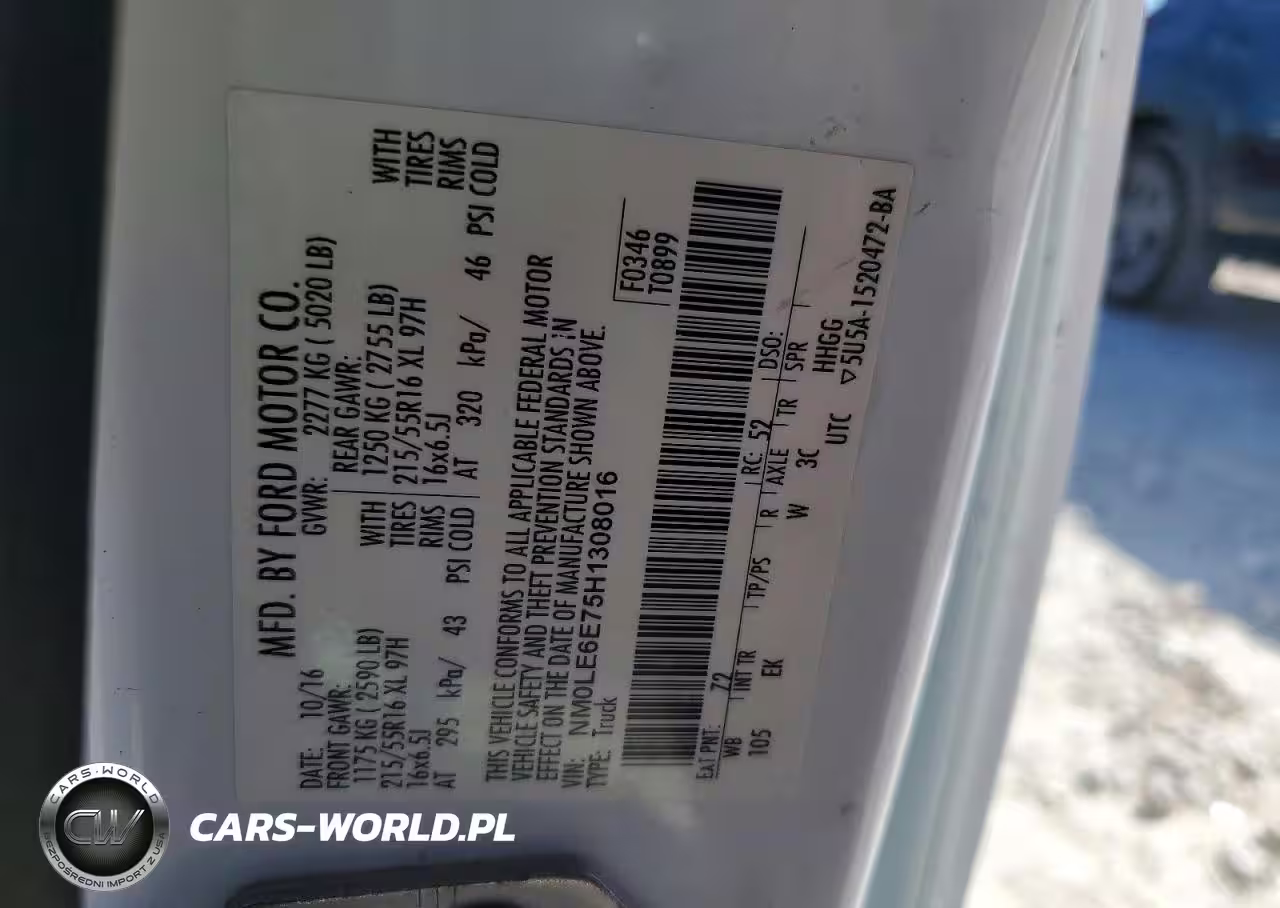 MFD. BY FORD MOTOR CO.
DATE: 10/16 GVWR: 2277 KG ( 5020 LB)
FRONT GAWR: REAR GAWR:
1175 KG ( 2590 LB) WITH 1250 KG ( 2755 LB) WITH
215/55R16 XL 97H TIRES 215/55R16 XL 97H TIRES
16x6.5J RIMS 16x6.5J RIMS
AT 295 kPa/ 43 PSI COLD AT 320 kPa/ 46 PSI COLD
THIS VEHICLE CONFORMS TO ALL APPLICABLE FEDERAL MOTOR
VEHICLE SAFETY AND THEFT PREVENTION STANDARDS IN
EFFECT ON THE DATE OF MANUFACTURE SHOWN ABOVE.
VIN: NM0LE6E75H1308016
TYPE: Truck
F0346
T0899
EXT PNT: Z2 RC: 52 DSO:
WB INT TR TP/PS R AXLE TR SPR
105 EK W 3C HHGG
UTC ▽5U5A-1520472-BA
CARS-WORLD
CW
BEZPOŚREDNI IMPORT Z USA
CARS-WORLD.PL